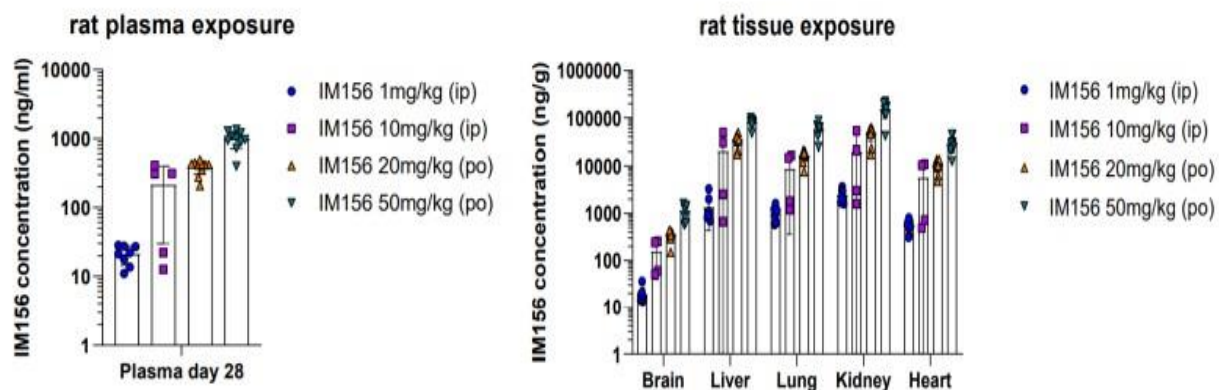 rat plasma exposure
IM156 concentration (ng/ml)
10000
1000
100
10
1
Plasma day 28
IM156 1mg/kg (ip)
IM156 10mg/kg (ip)
IM156 20mg/kg (po)
IM156 50mg/kg (po)
rat tissue exposure
IM156 concentration (ng/g)
1000000
100000
10000
1000
100
10
1
Brain Liver Lung Kidney Heart
IM156 1mg/kg (ip)
IM156 10mg/kg (ip)
IM156 20mg/kg (po)
IM156 50mg/kg (po)